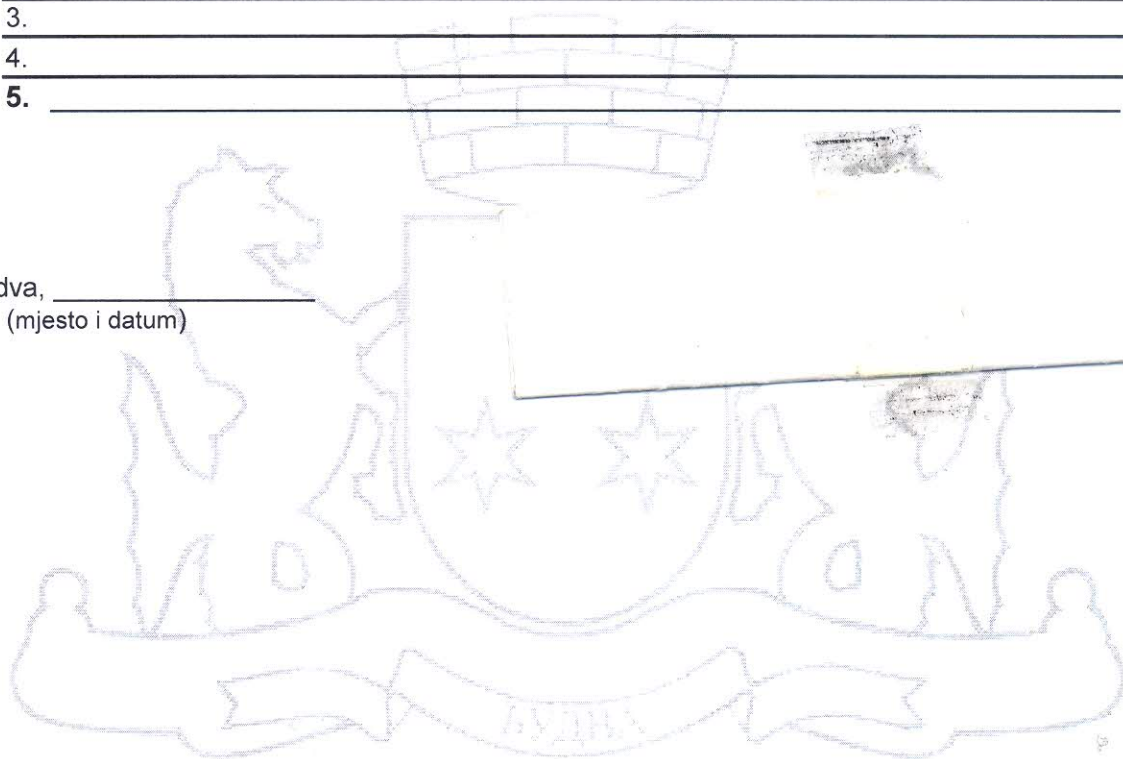 3.
4.
5.
dva,
(mjesto i datum)